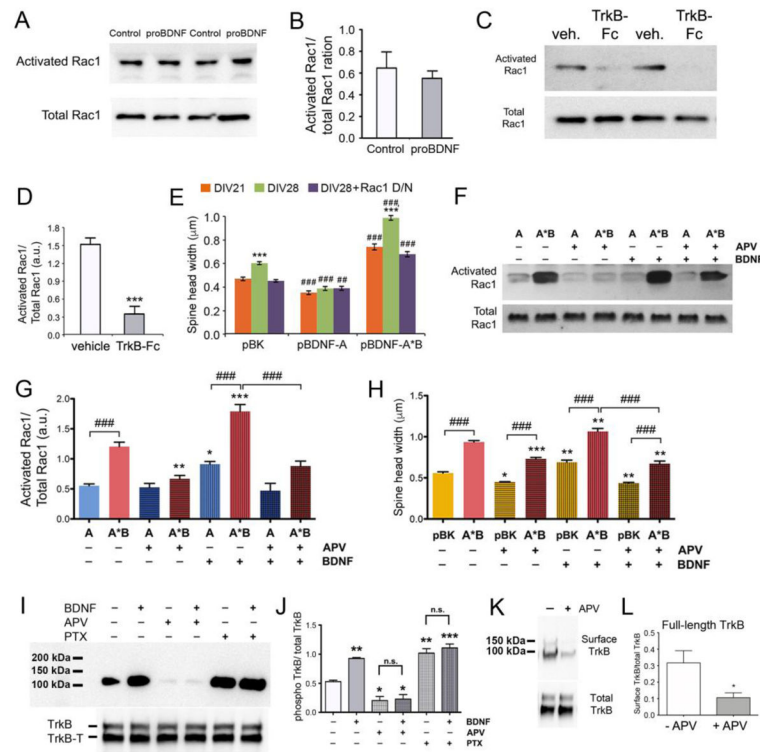 A
Control proBDNF Control proBDNF
Activated Rac1
Total Rac1
B
Activated Rac1/
total Rac1 ration
1.0
0.8
0.6
0.4
0.2
0.0
Control proBDNF
C
veh. TrkB-Fc veh. TrkB-Fc
Activated
Rac1
Total
Rac1
D
Activated Rac1/
Total Rac1 (a.u.)
1.8
1.5
1.2
0.9
0.6
0.3
0
***
vehicle TrkB-Fc
E
DIV21 DIV28 DIV28+Rac1 D/N
Spine head width (µm)
1.0
0.8
0.6
0.4
0.2
0.0
***
### ### ##
###
###, ***
###
pBK pBDNF-A pBDNF-A*B
F
A A*B A A*B A A*B A A*B
– – + + – – + + APV
– – – – + + + + BDNF
Activated
Rac1
Total
Rac1
G
Activated Rac1/
Total Rac1 (a.u.)
2.0
1.5
1.0
0.5
0.0
### ### ###
** * ***
A A*B A A*B A A*B A A*B
– – + + – – + + APV
– – – – + + + + BDNF
H
Spine head width (µm)
1.5
1.0
0.5
0.0
### ### ### ### ###
* *** ** ** ** **
pBK A*B pBK A*B pBK A*B pBK A*B
– – + + – – + + APV
– – – – + + + + BDNF
I
BDNF – + – + – +
APV – – + + – –
PTX – – – – + +
200 kDa
150 kDa
100 kDa
TrkB
TrkB-T
J
phospho TrkB/ total TrkB
1.5
1.0
0.5
0.0
** * n.s. * ** n.s. ***
– + – + – + BDNF
– – + + – – APV
– – – – + + PTX
K
– + APV
150 kDa
100 kDa
Surface
TrkB
Total
TrkB
L
Full-length TrkB
Surface TrkB/total TrkB
0.4
0.3
0.2
0.1
0.0
*
- APV + APV